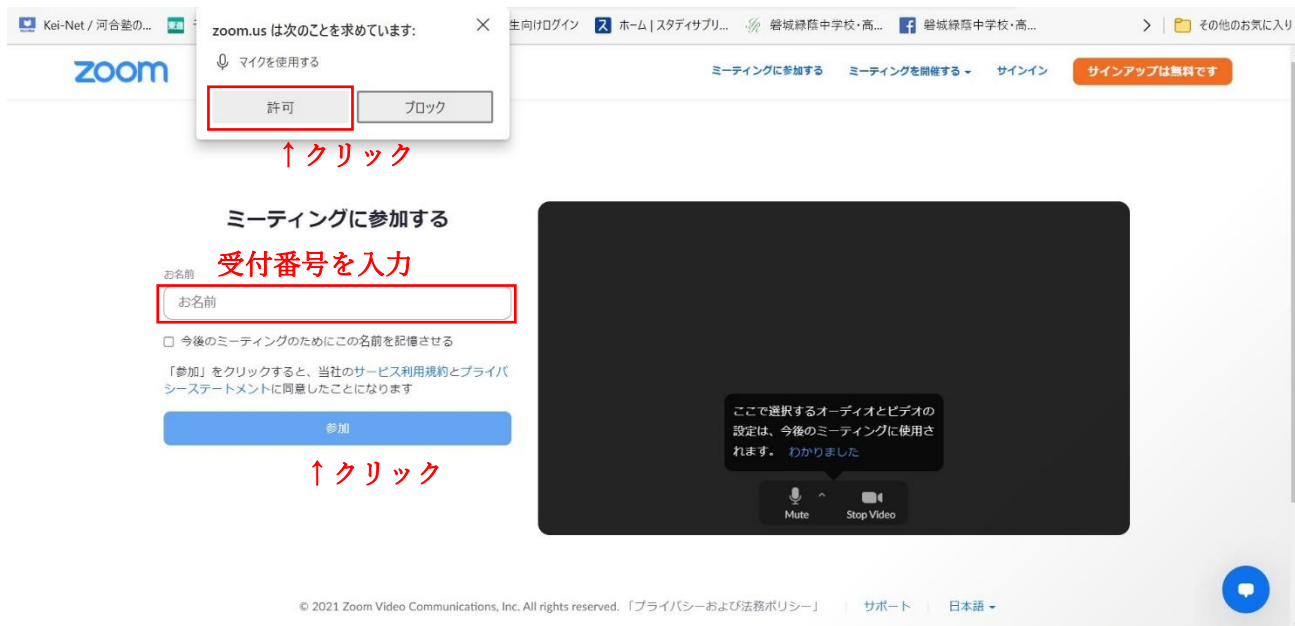 Kei-Net / 河合塾の...
生向けログイン
ス ホーム | スタディサプリ...
磐城緑蔭中学校・高...
磐城緑蔭中学校・高...
その他のお気に入り
zoom.us は次のことを求めています:
マイクを使用する
許可
ブロック
↑クリック
zoom
ミーティングに参加する
ミーティングを開催する
サインイン
サインアップは無料です
ミーティングに参加する
受付番号を入力
お名前
お名前
今後のミーティングのためにこの名前を記憶させる
「参加」をクリックすると、当社のサービス利用規約とプライバ
シーステートメントに同意したことになります
参加
↑クリック
ここで選択するオーディオとビデオの
設定は、今後のミーティングに使用さ
れます。 わかりました
Mute
Stop Video
© 2021 Zoom Video Communications, Inc. All rights reserved. 「プライバシーおよび法務ポリシー」
サポート
日本語